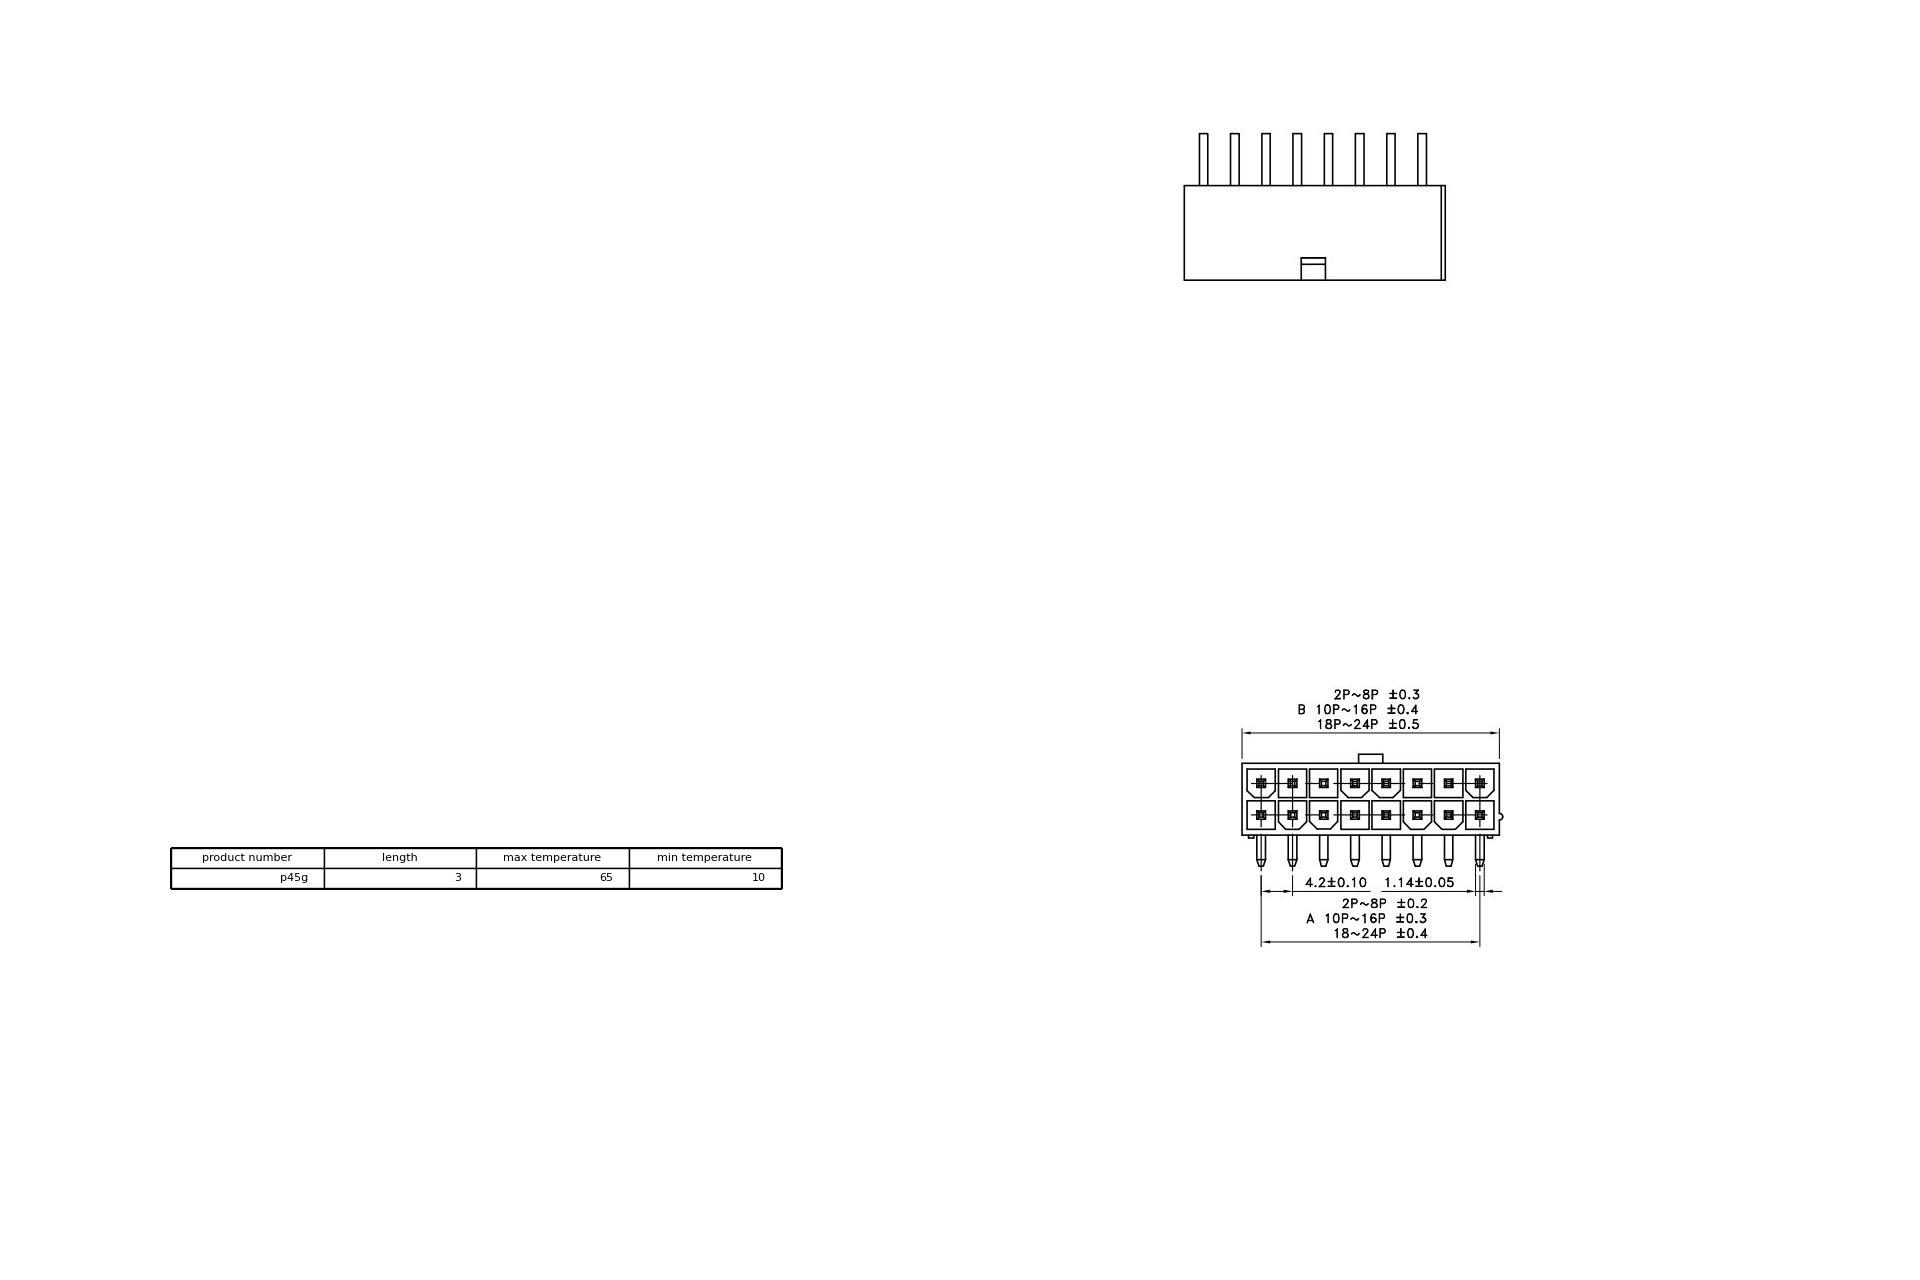 2P~8P ±0.3
B 10P~16P ±0.4
18P~24P ±0.5
product number length max temperature min temperature
p45g 3 65 10
4.2±0.10 1.14±0.05
2P~8P ±0.2
A 10P~16P ±0.3
18~24P ±0.4